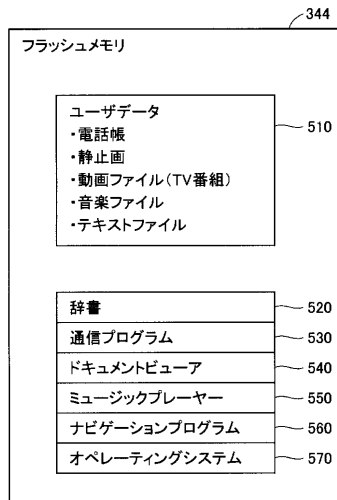 344
フラッシュメモリ
ユーザデータ 510
・電話帳
・静止画
・動画ファイル(TV番組)
・音楽ファイル
・テキストファイル
辞書 520
通信プログラム 530
ドキュメントビューア 540
ミュージックプレーヤー 550
ナビゲーションプログラム 560
オペレーティングシステム 570